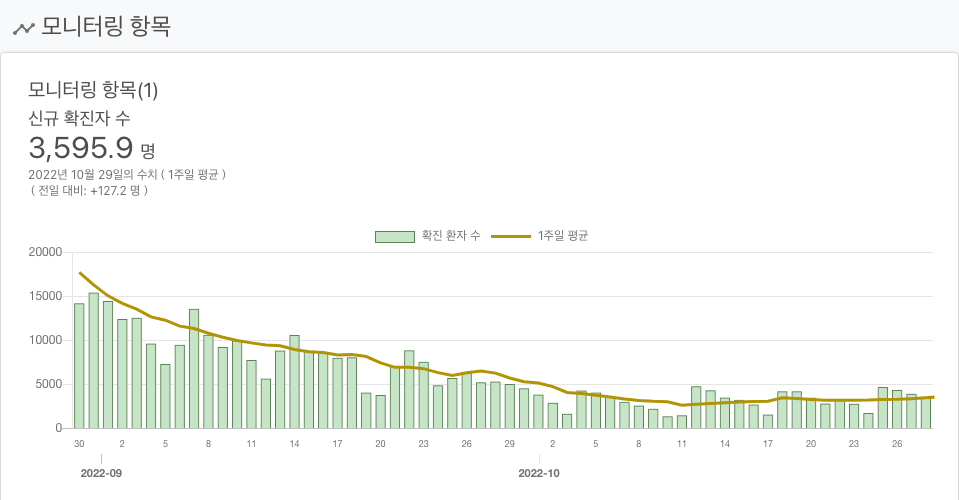 모니터링 항목
모니터링 항목(1)
신규 확진자 수
3,595.9 명
2022년 10월 29일의 수치 ( 1주일 평균 )
( 전일 대비: +127.2 명 )
확진 환자 수 1주일 평균
20000
15000
10000
5000
0
30 2 5 8 11 14 17 20 23 26 29 2 5 8 11 14 17 20 23 26
2022-09 2022-10